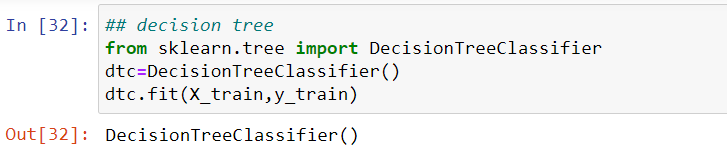 In [32]: ## decision tree
from sklearn.tree import DecisionTreeClassifier
dtc=DecisionTreeClassifier()
dtc.fit(X_train,y_train)
Out[32]: DecisionTreeClassifier()